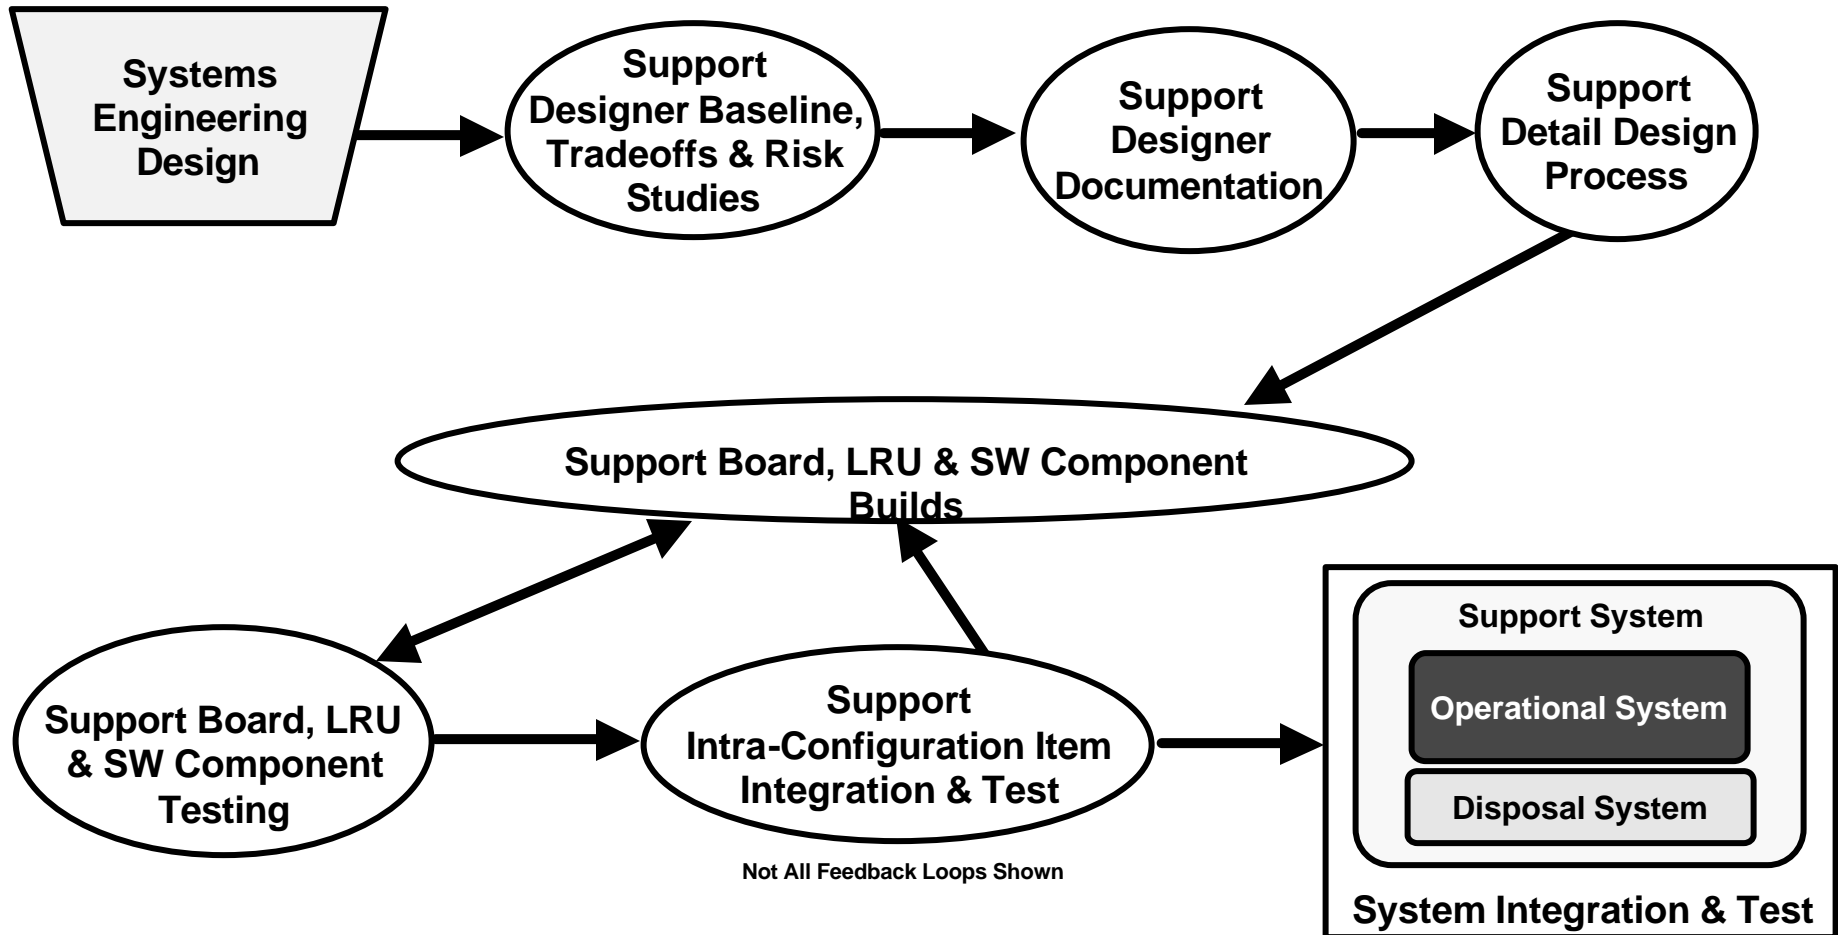 Systems
Engineering
Design
Support
Designer Baseline,
Tradeoffs & Risk
Studies
Support
Designer
Documentation
Support
Detail Design
Process
Support Board, LRU & SW Component
Builds
Support Board, LRU
& SW Component
Testing
Support
Intra-Configuration Item
Integration & Test
Not All Feedback Loops Shown
Support System
Operational System
Disposal System
System Integration & Test